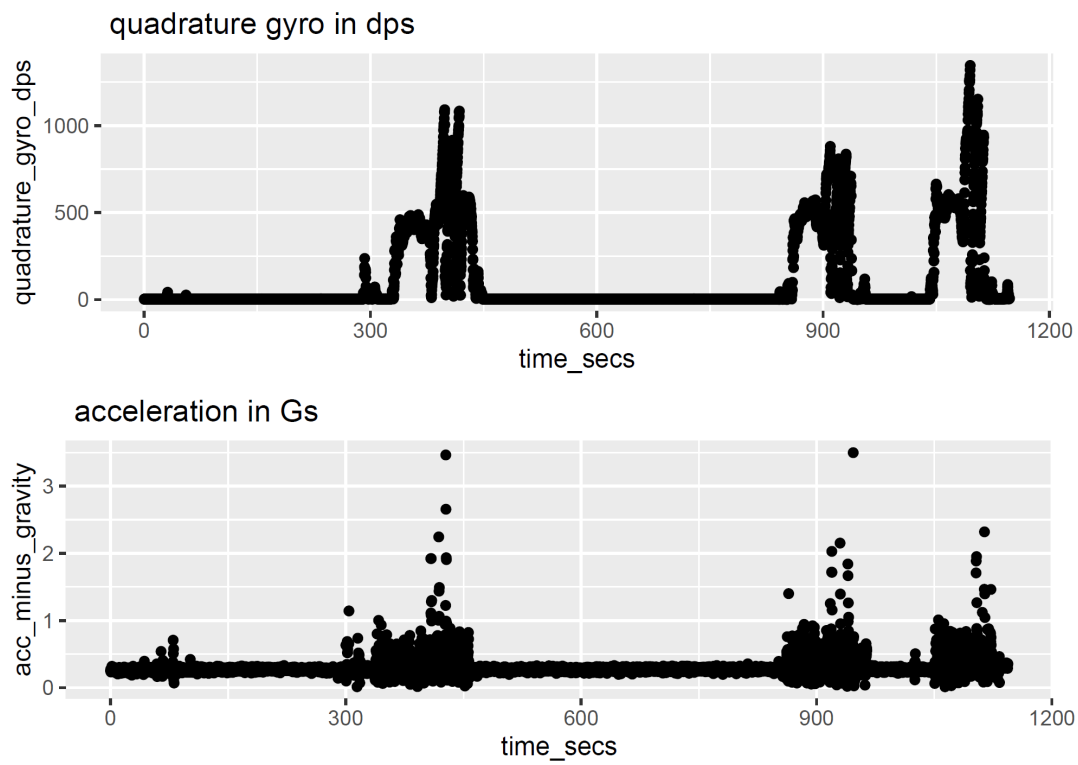 quadrature gyro in dps
quadrature_gyro_dps
1000
500
0
0 300 600 900 1200
time_secs
acceleration in Gs
acc_minus_gravity
3
2
1
0
0 300 600 900 1200
time_secs